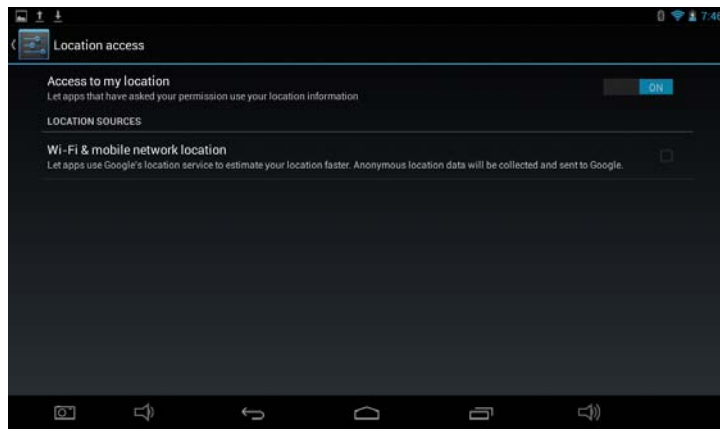 7:46
Location access
Access to my location
Let apps that have asked your permission use your location information
ON
LOCATION SOURCES
Wi-Fi & mobile network location
Let apps use Google's location service to estimate your location faster. Anonymous location data will be collected and sent to Google.